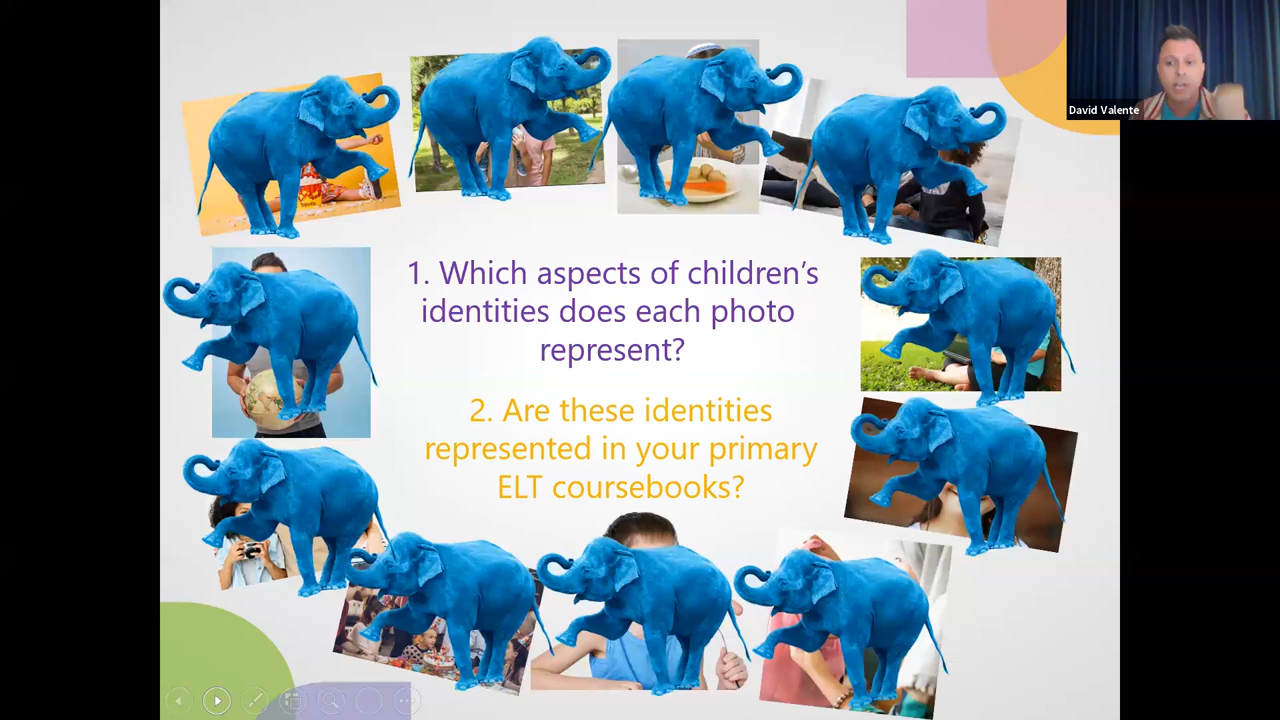 David Valente
1. Which aspects of children's
identities does each photo
represent?
2. Are these identities
represented in your primary
ELT coursebooks?